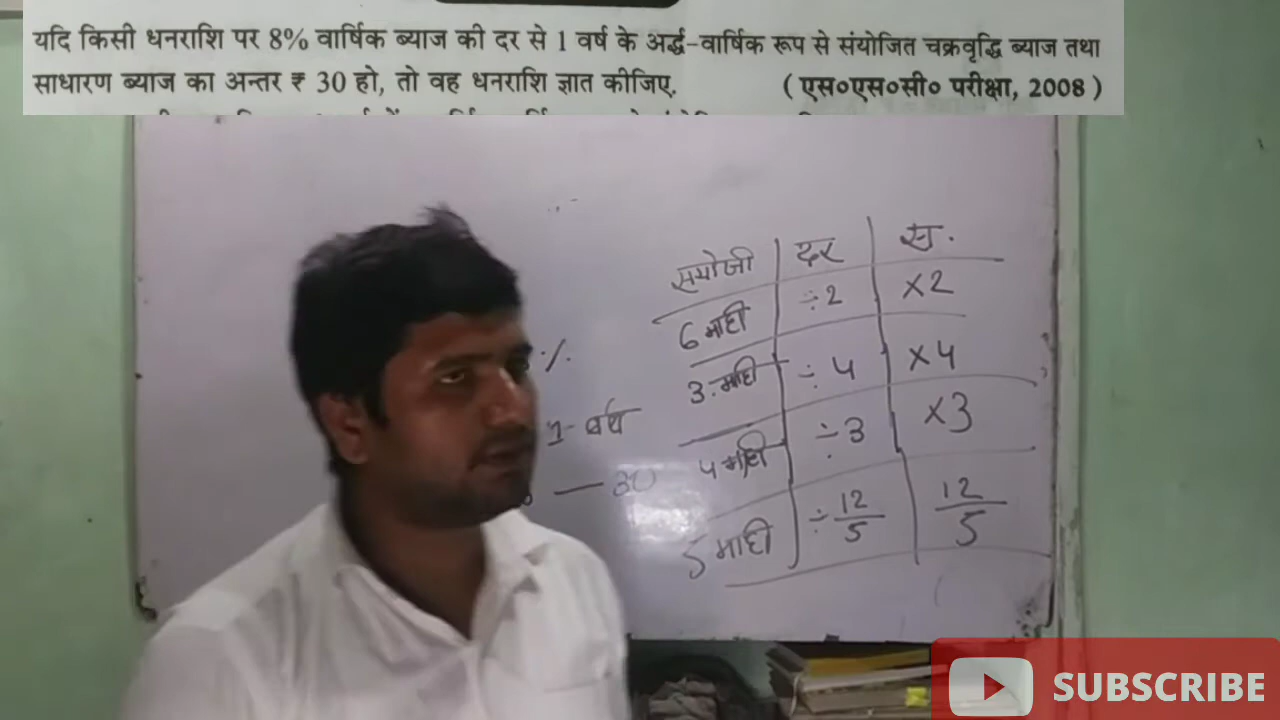 यदि किसी धनराशि पर 8% वार्षिक ब्याज की दर से 1 वर्ष के अर्द्ध-वार्षिक रूप से संयोजित चक्रवृद्धि ब्याज तथा
साधारण ब्याज का अन्तर ₹ 30 हो, तो वह धनराशि ज्ञात कीजिए. (एस०एस०सी० परीक्षा, 2008)
संयोजी दर स.
6 माही ÷2 ×2
3. माही ÷ 4 ×4
4 माही ÷3 ×3
5 माही ÷ 12/5 12/5
%
1- वर्ष
— 30
SUBSCRIBE